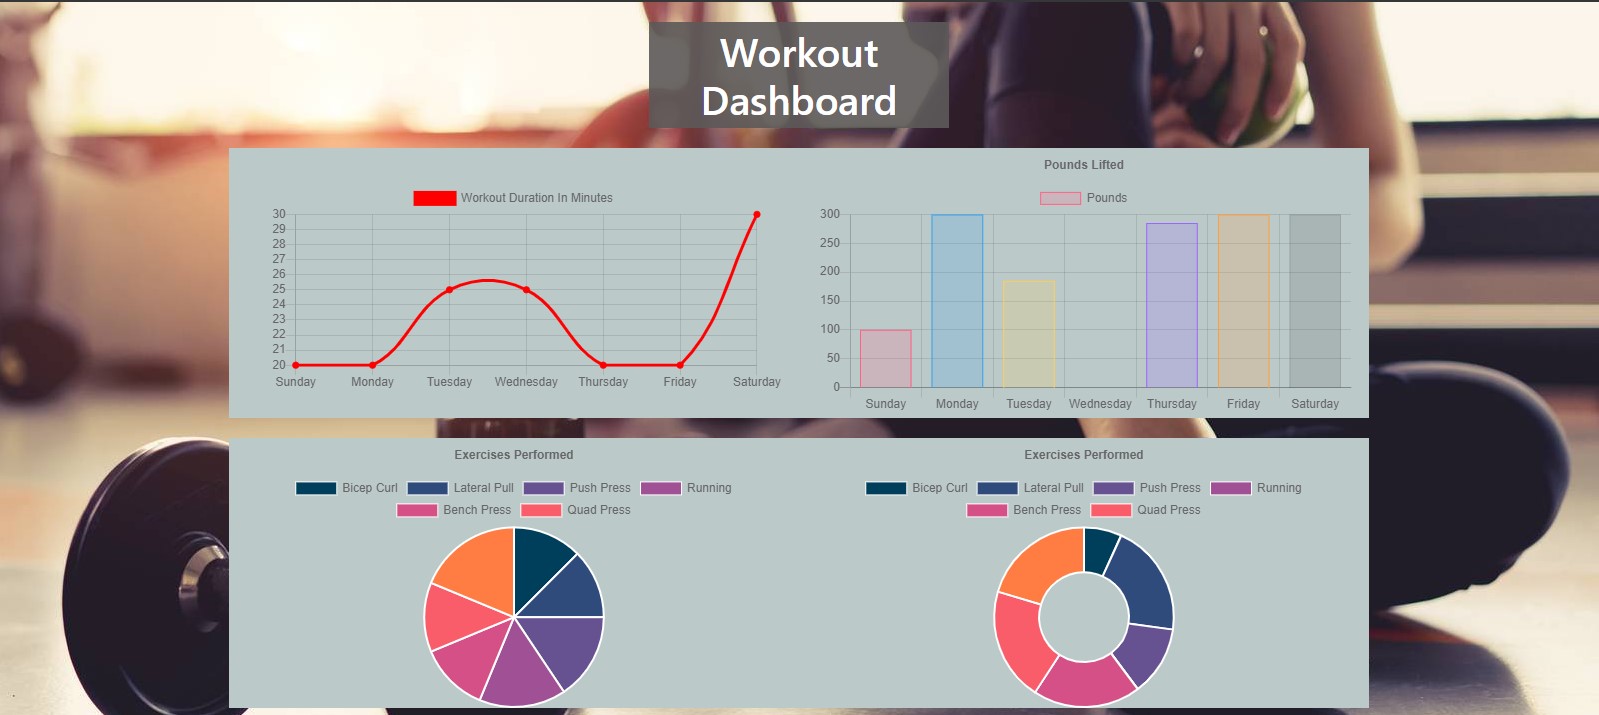 Workout
Dashboard
Workout Duration In Minutes
30
29
28
27
26
25
24
23
22
21
20
Sunday Monday Tuesday Wednesday Thursday Friday Saturday
Pounds Lifted
Pounds
300
250
200
150
100
50
0
Sunday Monday Tuesday Wednesday Thursday Friday Saturday
Exercises Performed
Bicep Curl Lateral Pull Push Press Running
Bench Press Quad Press
Exercises Performed
Bicep Curl Lateral Pull Push Press Running
Bench Press Quad Press